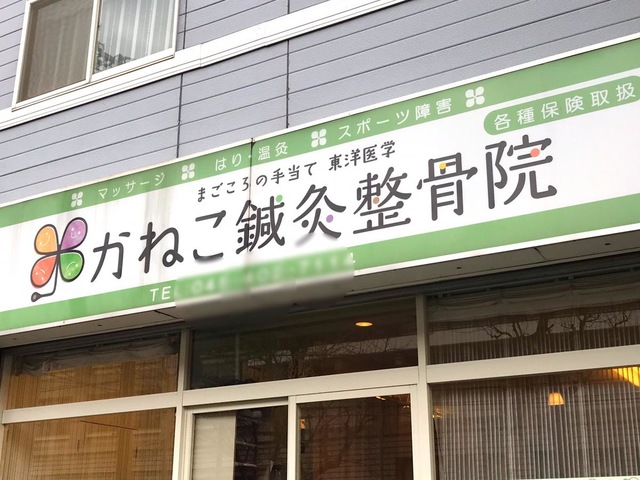 マッサージ はり・温灸 スポーツ障害 各種保険取扱
まごころの手当て 東洋医学
かねこ鍼灸整骨院